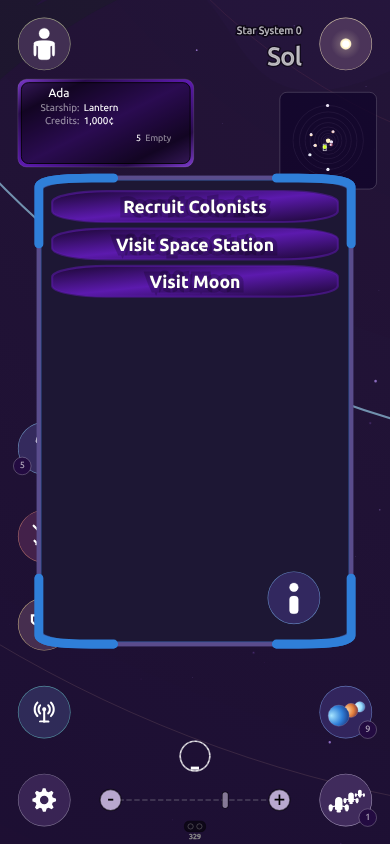 Star System 0
Sol
Ada
Starship: Lantern
Credits: 1,000¢
5 Empty
Recruit Colonists
Visit Space Station
Visit Moon
5
9
- +
1
329